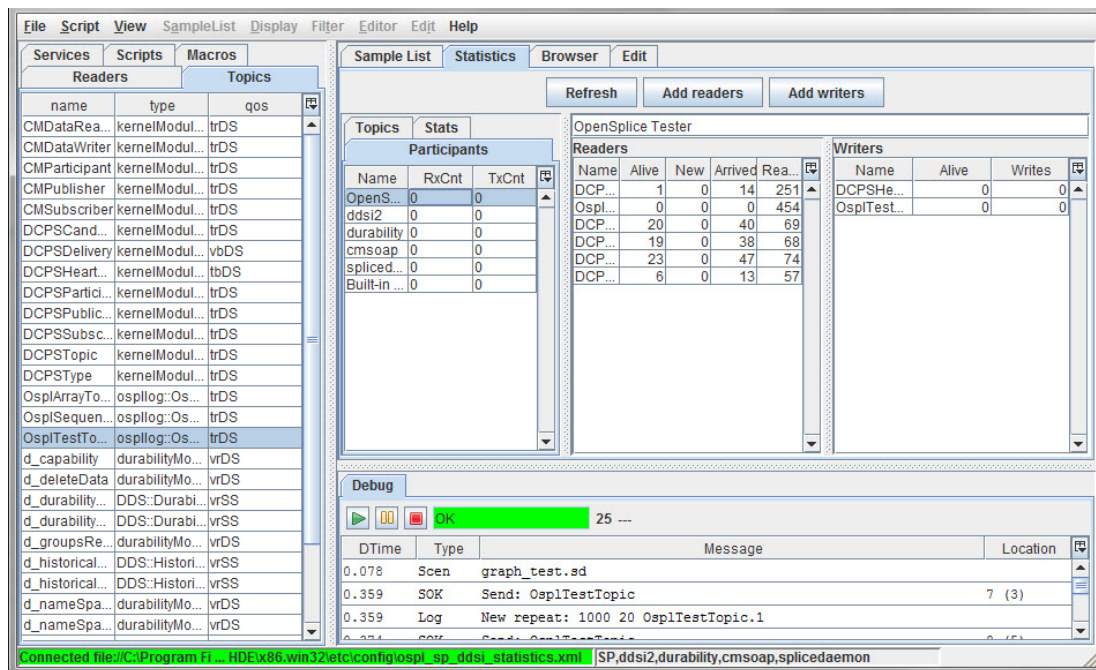 File Script View SampleList Display Filter Editor Edit Help
Services Scripts Macros
Readers Topics
name type qos
CMDataRea... kernelModul... trDS
CMDataWriter kernelModul... trDS
CMParticipant kernelModul... trDS
CMPublisher kernelModul... trDS
CMSubscriber kernelModul... trDS
DCPSCand... kernelModul... trDS
DCPSDelivery kernelModul... vbDS
DCPSHeart... kernelModul... tbDS
DCPSPartici... kernelModul... trDS
DCPSPublic... kernelModul... trDS
DCPSSubsc... kernelModul... trDS
DCPSTopic kernelModul... trDS
DCPSType kernelModul... trDS
OsplArrayTo... ospllog::Os... trDS
OsplSequen... ospllog::Os... trDS
OsplTestTo... ospllog::Os... trDS
d_capability durabilityMo... vrDS
d_deleteData durabilityMo... vrDS
d_durability... DDS::Durabi... vrSS
d_durability... DDS::Durabi... vrSS
d_groupsRe... durabilityMo... vrDS
d_historical... DDS::Histori... vrSS
d_historical... DDS::Histori... vrSS
d_nameSpa... durabilityMo... vrDS
d_nameSpa... durabilityMo... vrDS
Sample List Statistics Browser Edit
Refresh Add readers Add writers
Topics Stats
Participants
Name RxCnt TxCnt
OpenS... 0 0
ddsi2 0 0
durability 0 0
cmsoap 0 0
spliced... 0 0
Built-in ... 0 0
OpenSplice Tester
Readers
Name Alive New Arrived Rea...
DCP... 1 0 14 251
Ospl... 0 0 0 454
DCP... 20 0 40 69
DCP... 19 0 38 68
DCP... 23 0 47 74
DCP... 6 0 13 57
Writers
Name Alive Writes
DCPSHe... 0 0
OsplTest... 0 0
Debug
OK 25 ---
DTime Type Message Location
0.078 Scen graph_test.sd
0.359 SOK Send: OsplTestTopic 7 (3)
0.359 Log New repeat: 1000 20 OsplTestTopic.1
Connected file://C:\Program Fi ... HDE\x86.win32\etc\config\ospl_sp_ddsi_statistics.xml SP,ddsi2,durability,cmsoap,splicedaemon